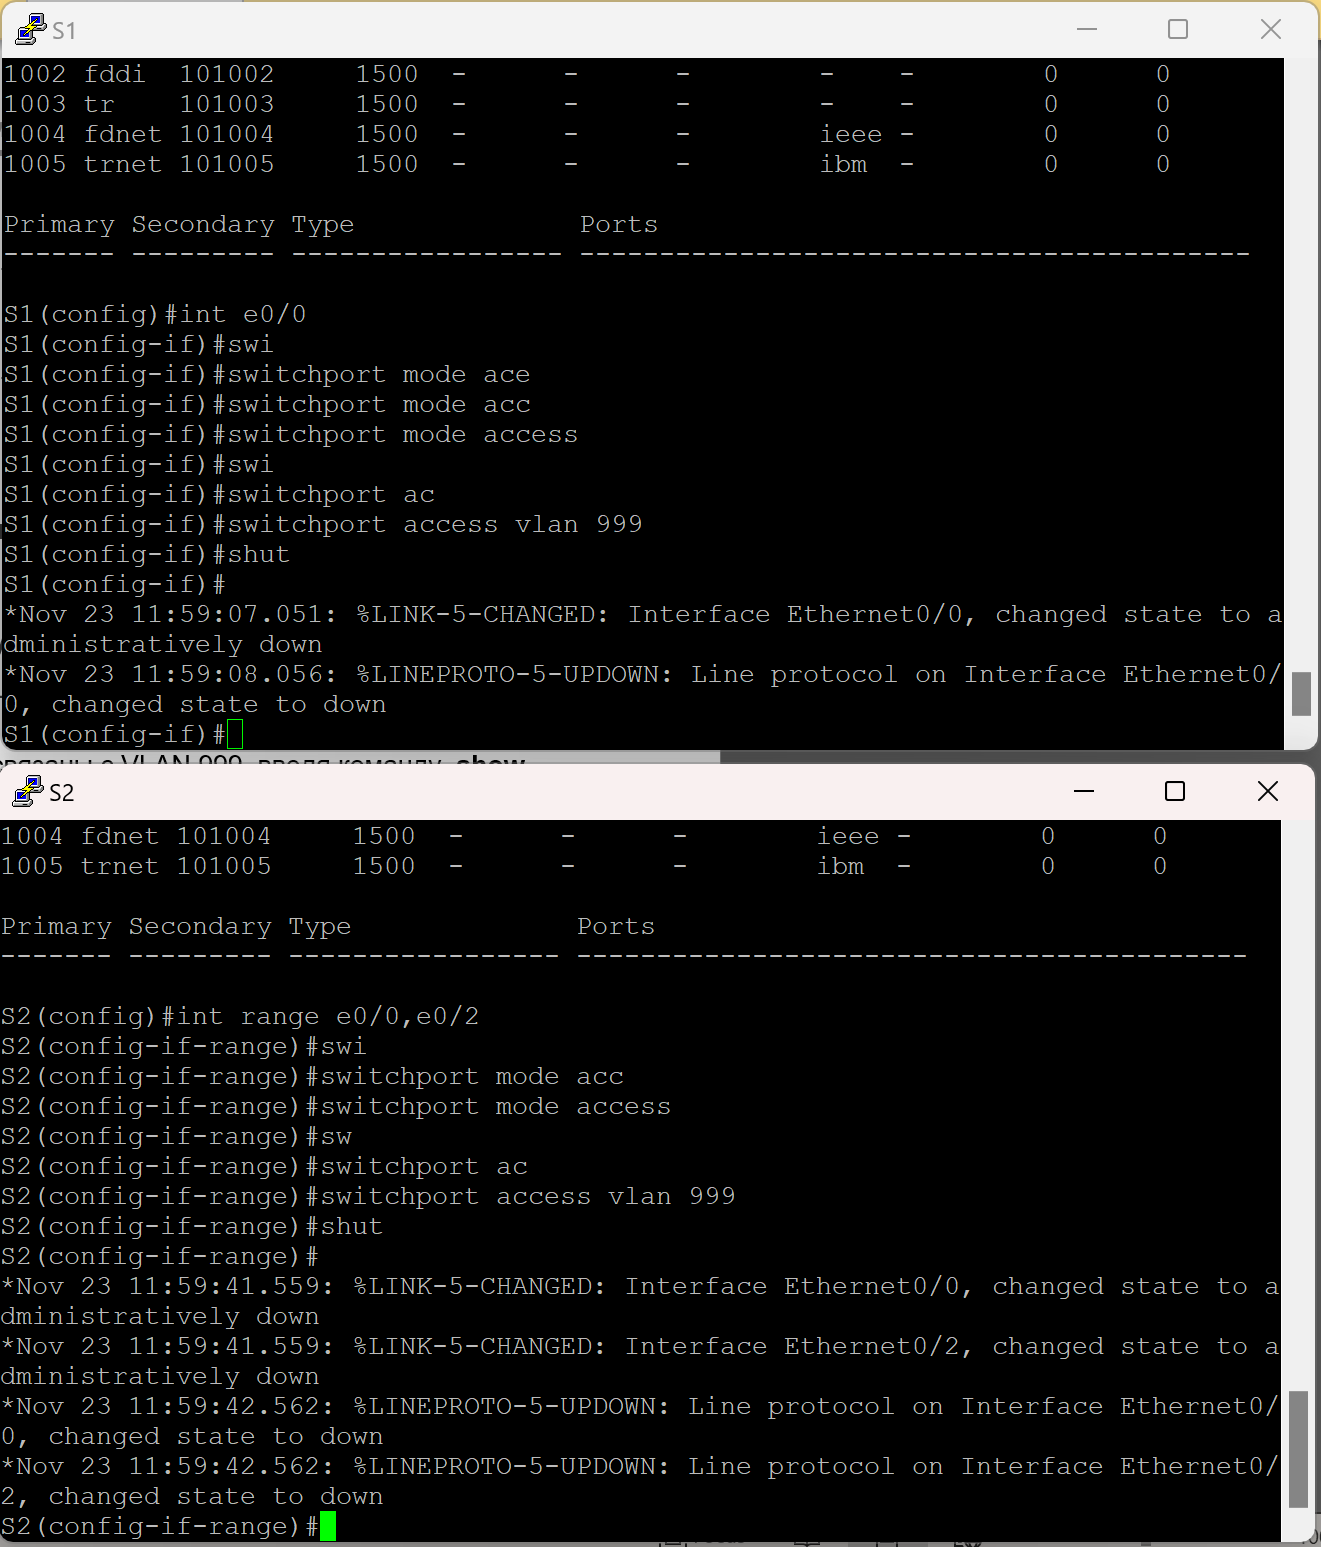 S1
1002 fddi  101002     1500  -      -      -        -    -        0      0
1003 tr    101003     1500  -      -      -        -    -        0      0
1004 fdnet 101004     1500  -      -      -        ieee -        0      0
1005 trnet 101005     1500  -      -      -        ibm  -        0      0
Primary Secondary Type              Ports
------- --------- ----------------- ------------------------------------------
S1(config)#int e0/0
S1(config-if)#swi
S1(config-if)#switchport mode ace
S1(config-if)#switchport mode acc
S1(config-if)#switchport mode access
S1(config-if)#swi
S1(config-if)#switchport ac
S1(config-if)#switchport access vlan 999
S1(config-if)#shut
S1(config-if)#
*Nov 23 11:59:07.051: %LINK-5-CHANGED: Interface Ethernet0/0, changed state to a
dministratively down
*Nov 23 11:59:08.056: %LINEPROTO-5-UPDOWN: Line protocol on Interface Ethernet0/
0, changed state to down
S1(config-if)#
VLAN 999, вводя команду show
S2
1004 fdnet 101004     1500  -      -      -        ieee -        0      0
1005 trnet 101005     1500  -      -      -        ibm  -        0      0
Primary Secondary Type              Ports
------- --------- ----------------- ------------------------------------------
S2(config)#int range e0/0,e0/2
S2(config-if-range)#swi
S2(config-if-range)#switchport mode acc
S2(config-if-range)#switchport mode access
S2(config-if-range)#sw
S2(config-if-range)#switchport ac
S2(config-if-range)#switchport access vlan 999
S2(config-if-range)#shut
S2(config-if-range)#
*Nov 23 11:59:41.559: %LINK-5-CHANGED: Interface Ethernet0/0, changed state to a
dministratively down
*Nov 23 11:59:41.559: %LINK-5-CHANGED: Interface Ethernet0/2, changed state to a
dministratively down
*Nov 23 11:59:42.562: %LINEPROTO-5-UPDOWN: Line protocol on Interface Ethernet0/
0, changed state to down
*Nov 23 11:59:42.562: %LINEPROTO-5-UPDOWN: Line protocol on Interface Ethernet0/
2, changed state to down
S2(config-if-range)#